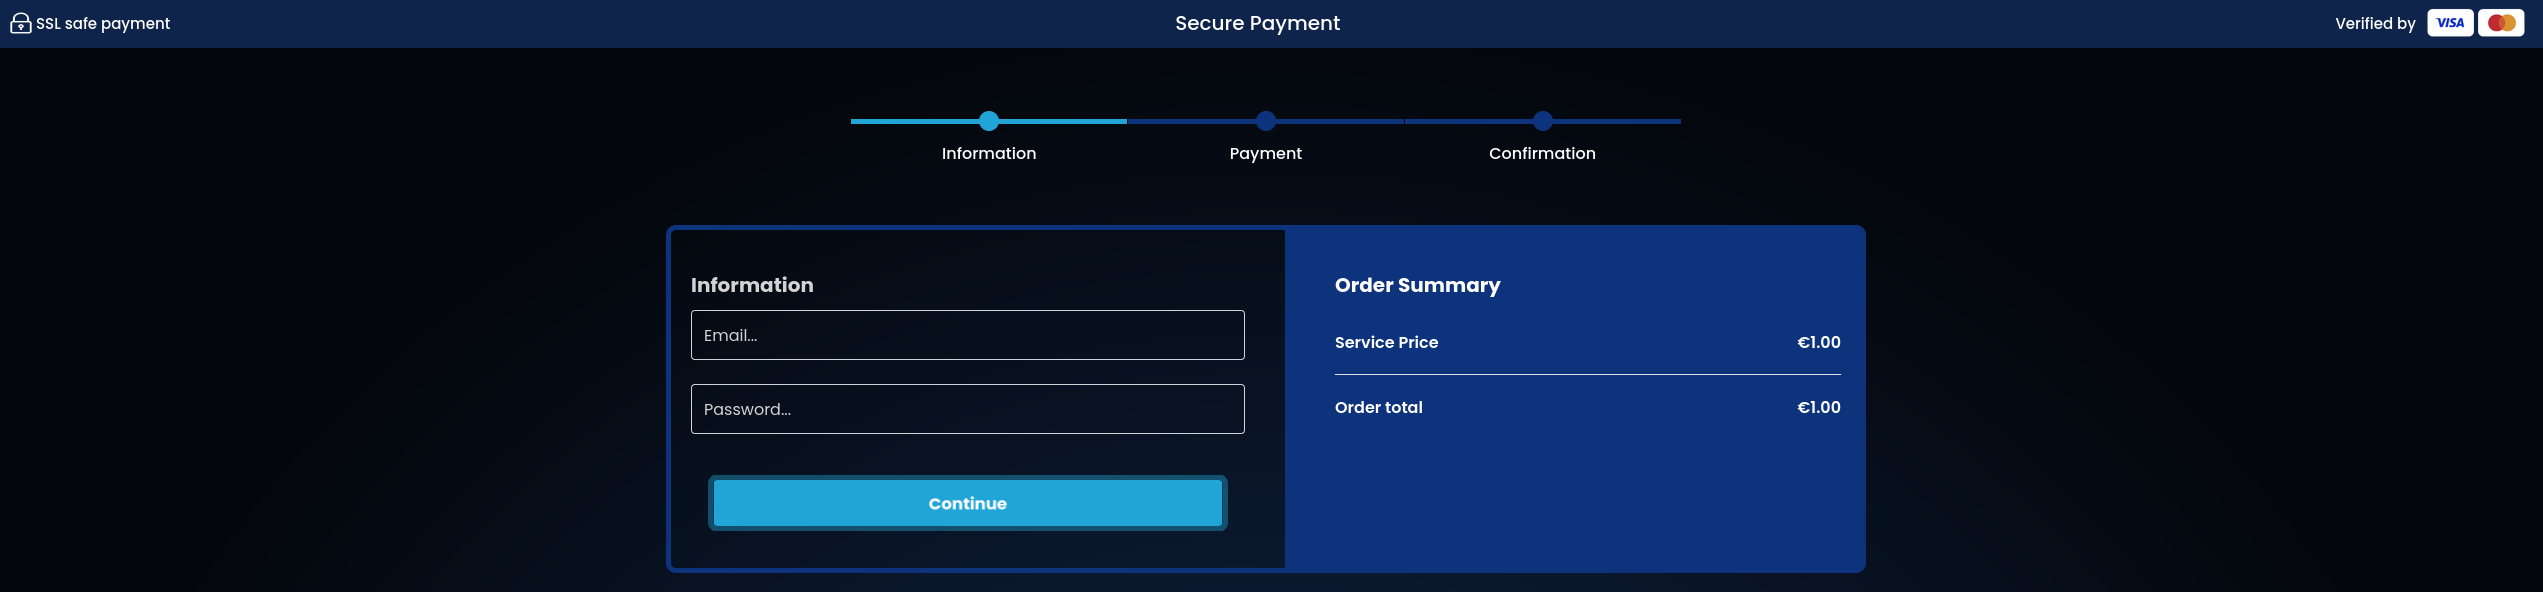 SSL safe payment
Secure Payment
Verified by VISA
Information
Payment
Confirmation
Information
Email...
Password...
Continue
Order Summary
Service Price €1.00
Order total €1.00